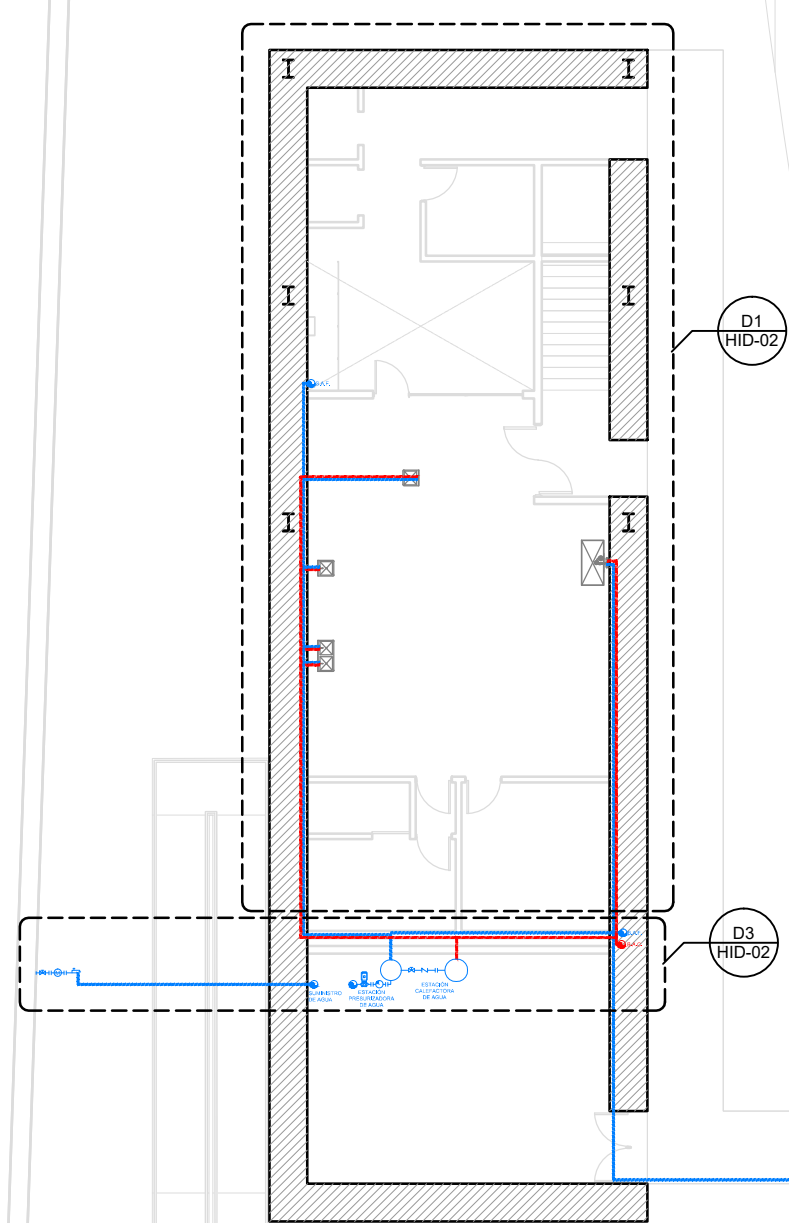 D1
HID-02
S.A.F.
D3
HID-02
S.A.F.
S.A.C.
SUMINISTRO
DE AGUA
ESTACIÓN
PRESURIZADORA
DE AGUA
ESTACIÓN
CALEFACTORA
DE AGUA